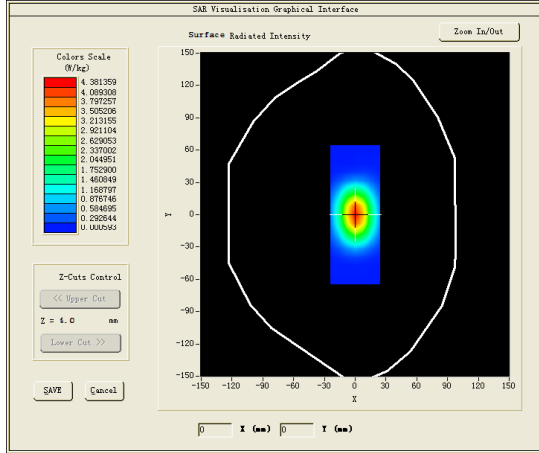 SAR Visualisation Graphical Interface
Surface Radiated Intensity
Zoom In/Out
Colors Scale
(W/kg)
4.381359
4.089308
3.797257
3.505206
3.213155
2.921104
2.629053
2.337002
2.044951
1.752900
1.460849
1.168797
0.876746
0.584695
0.292644
0.000593
150
120
90
60
30
0
-30
-60
-90
-120
-150
Y
-150 -120 -90 -60 -30 0 30 60 90 120 150
X
Z-Cuts Control
<< Upper Cut
Z = 4.0 mm
Lower Cut >>
SAVE
Cancel
0 X (mm) 0 Y (mm)